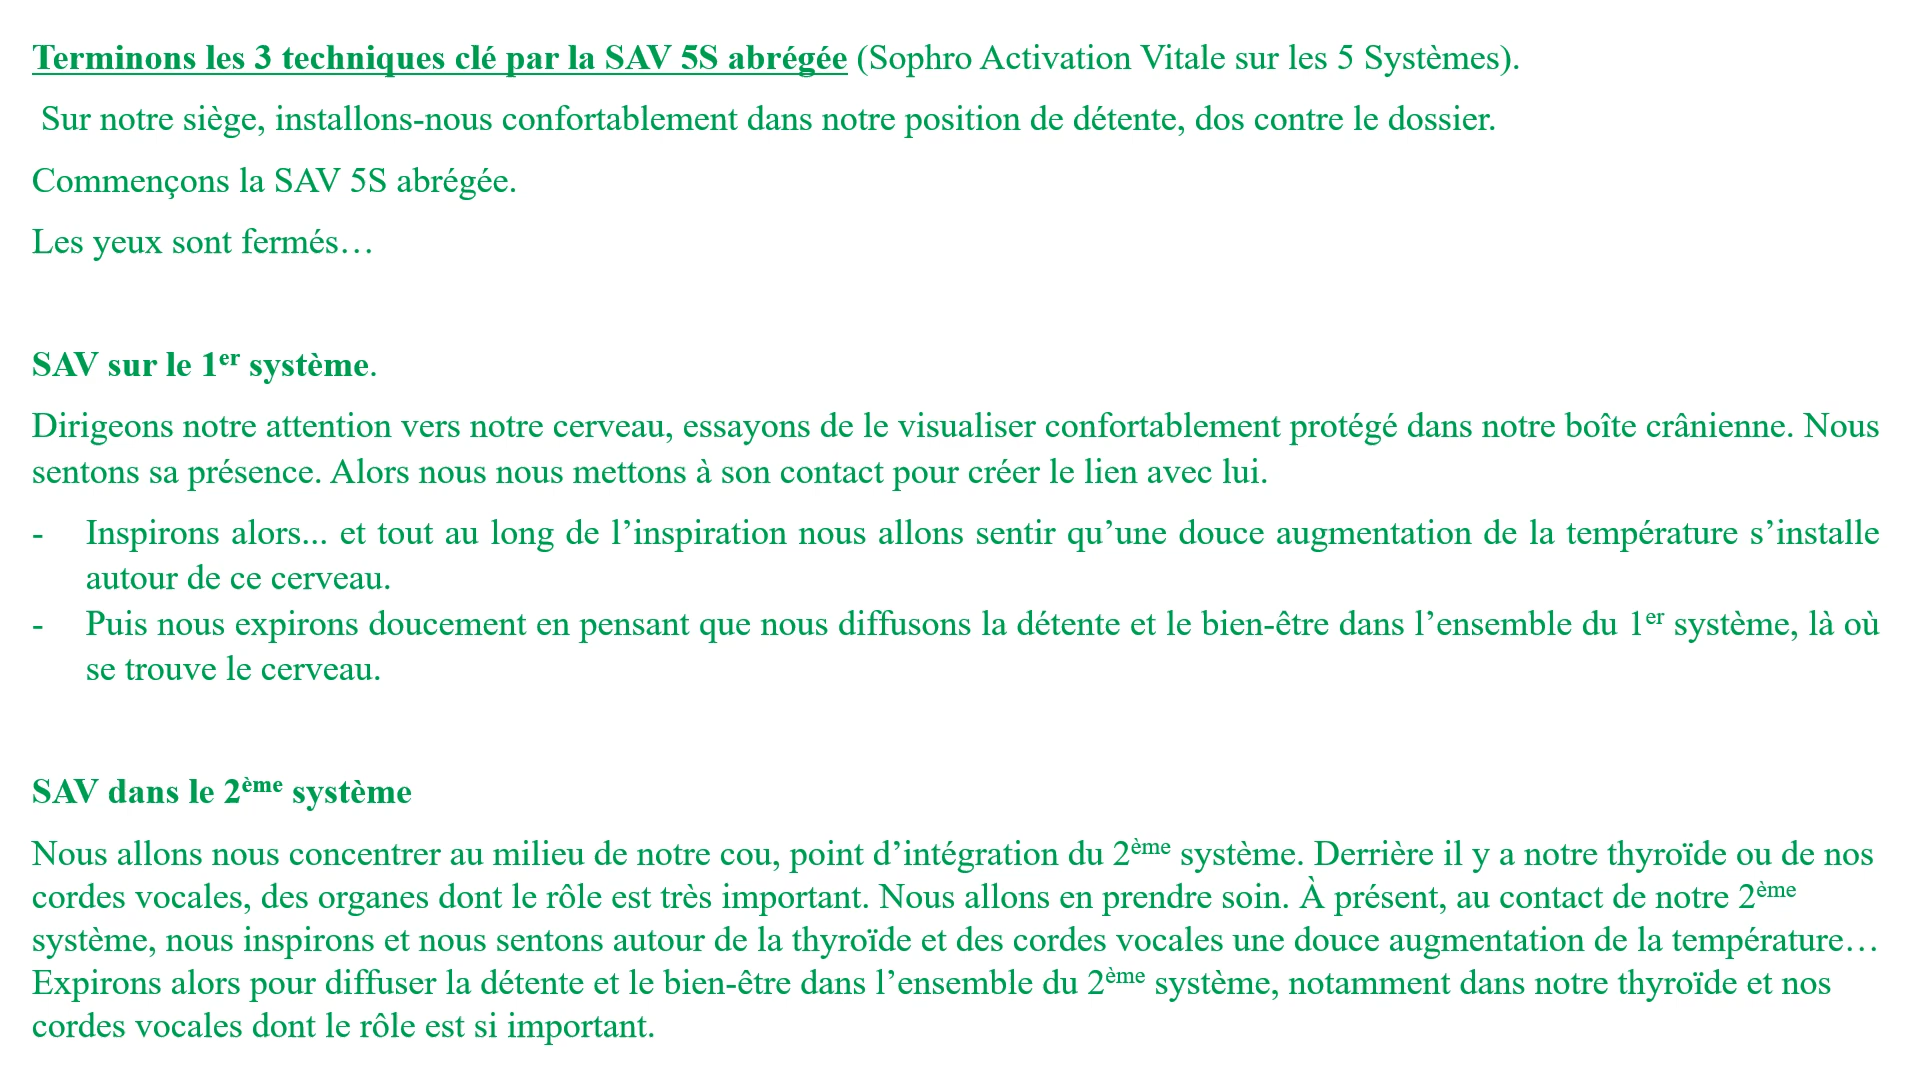 Terminons les 3 techniques clé par la SAV 5S abrégée (Sophro Activation Vitale sur les 5 Systèmes).
Sur notre siège, installons-nous confortablement dans notre position de détente, dos contre le dossier.
Commençons la SAV 5S abrégée.
Les yeux sont fermés…
SAV sur le 1er système.
Dirigeons notre attention vers notre cerveau, essayons de le visualiser confortablement protégé dans notre boîte crânienne. Nous
sentons sa présence. Alors nous nous mettons à son contact pour créer le lien avec lui.
- Inspirons alors... et tout au long de l’inspiration nous allons sentir qu’une douce augmentation de la température s’installe
autour de ce cerveau.
- Puis nous expirons doucement en pensant que nous diffusons la détente et le bien-être dans l’ensemble du 1er système, là où
se trouve le cerveau.
SAV dans le 2ème système
Nous allons nous concentrer au milieu de notre cou, point d’intégration du 2ème système. Derrière il y a notre thyroïde ou de nos
cordes vocales, des organes dont le rôle est très important. Nous allons en prendre soin. À présent, au contact de notre 2ème
système, nous inspirons et nous sentons autour de la thyroïde et des cordes vocales une douce augmentation de la température…
Expirons alors pour diffuser la détente et le bien-être dans l’ensemble du 2ème système, notamment dans notre thyroïde et nos
cordes vocales dont le rôle est si important.